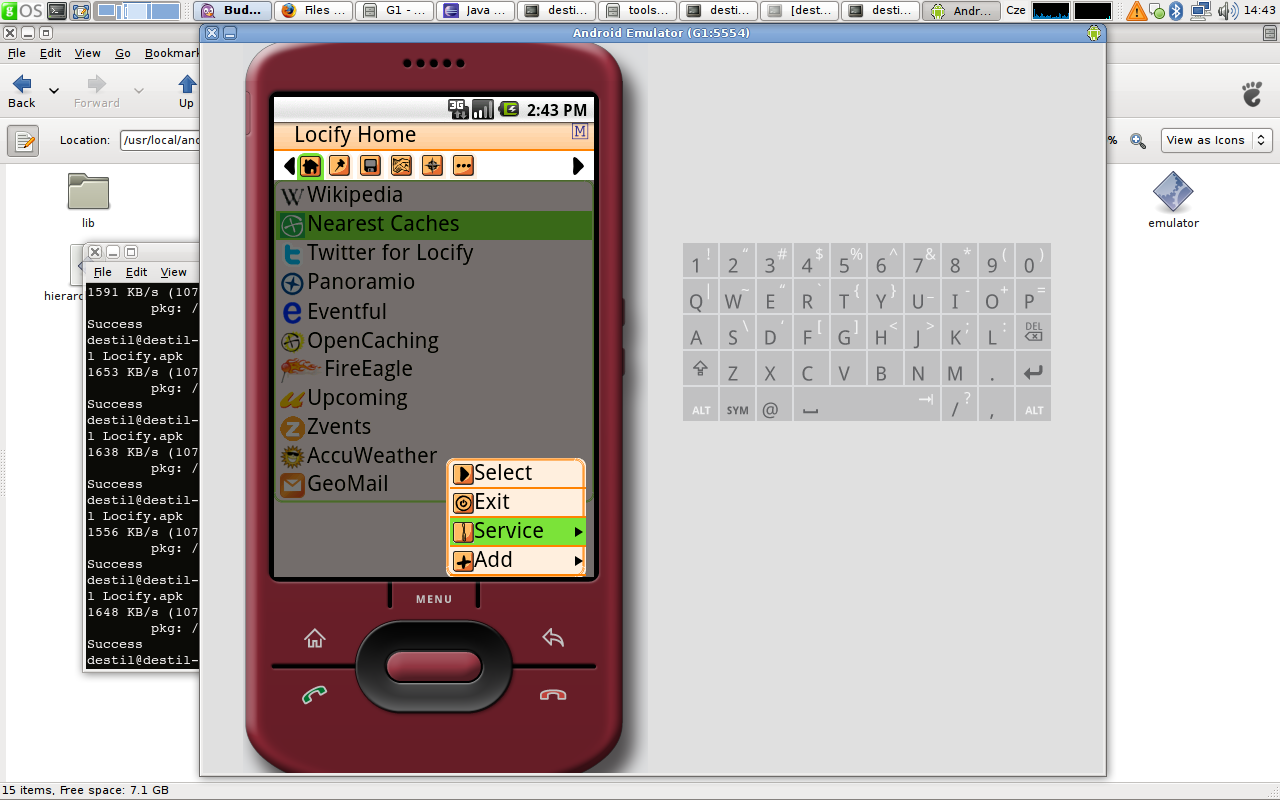 OS Bud... Files ... G1 - ... Java ... desti... tools... desti... [dest... desti... Andr... Cze 14:43
Android Emulator (G1:5554)
File Edit View Go Bookmar
Back Forward Up
Location: /usr/local/and
% View as Icons
lib
hierarc
emulator
File Edit View
1591 KB/s (107
pkg: /
Success
destil@destil-
l Locify.apk
1653 KB/s (107
pkg: /
Success
destil@destil-
l Locify.apk
1638 KB/s (107
pkg: /
Success
destil@destil-
l Locify.apk
1556 KB/s (107
pkg: /
Success
destil@destil-
l Locify.apk
1648 KB/s (107
pkg: /
Success
destil@destil-
3G 2:43 PM
Locify Home M
Wikipedia
Nearest Caches
Twitter for Locify
Panoramio
Eventful
OpenCaching
FireEagle
Upcoming
Zvents
AccuWeather
GeoMail
Select
Exit
Service
Add
MENU
1 ! 2 “ 3 # 4 $ 5 % 6 ^ 7 & 8 * 9 ( 0 )
Q | W ~ E ” R ` T { Y } U _ I - O + P =
A S \ D ‘ F [ G ] H < J > K ; L : DEL
Z X C V B N M .
ALT SYM @ / ? , ALT
15 items, Free space: 7.1 GB